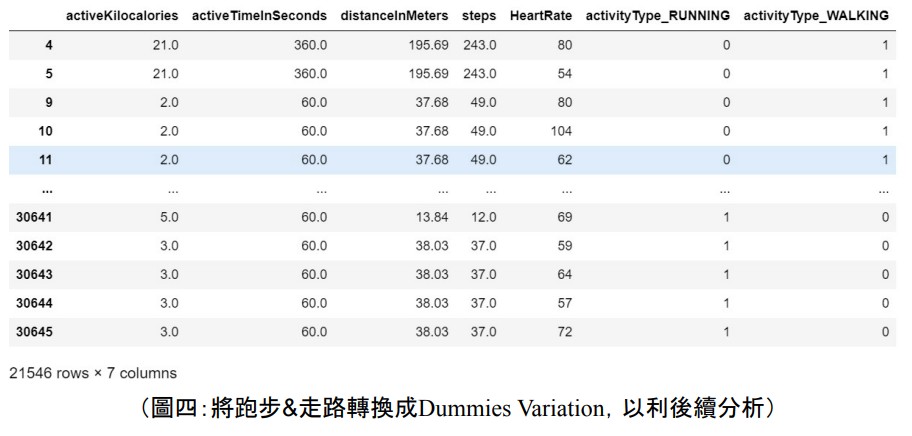 activeKilocalories activeTimeInSeconds distanceInMeters steps HeartRate activityType_RUNNING activityType_WALKING
4 21.0 360.0 195.69 243.0 80 0 1
5 21.0 360.0 195.69 243.0 54 0 1
9 2.0 60.0 37.68 49.0 80 0 1
10 2.0 60.0 37.68 49.0 104 0 1
11 2.0 60.0 37.68 49.0 62 0 1
... ... ... ... ... ... ... ...
30641 5.0 60.0 13.84 12.0 69 1 0
30642 3.0 60.0 38.03 37.0 59 1 0
30643 3.0 60.0 38.03 37.0 64 1 0
30644 3.0 60.0 38.03 37.0 57 1 0
30645 3.0 60.0 38.03 37.0 72 1 0
21546 rows × 7 columns
（圖四：將跑步&走路轉換成Dummies Variation，以利後續分析）